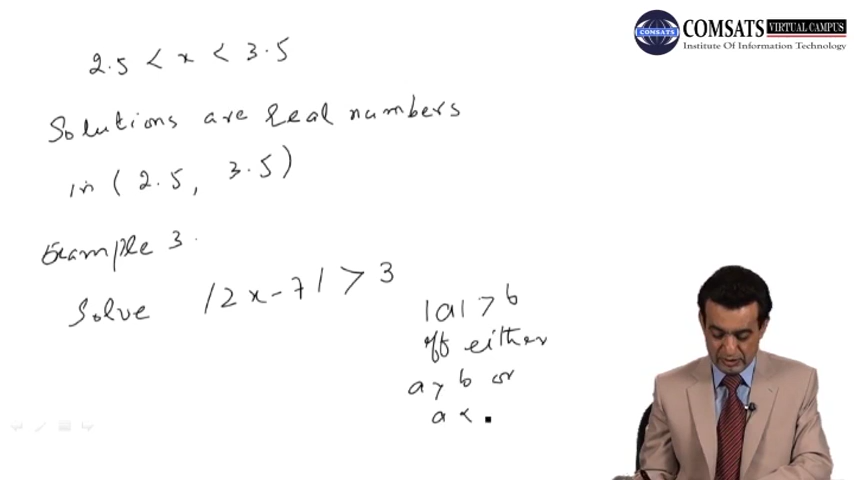 COMSATS VIRTUAL CAMPUS
COMSATS
Institute Of Information Technology
2.5 < x < 3.5
Solutions are Real numbers
in (2.5, 3.5)
Example 3.
Solve |2x-7| > 3
|a| > b
iff either
a > b or
a <